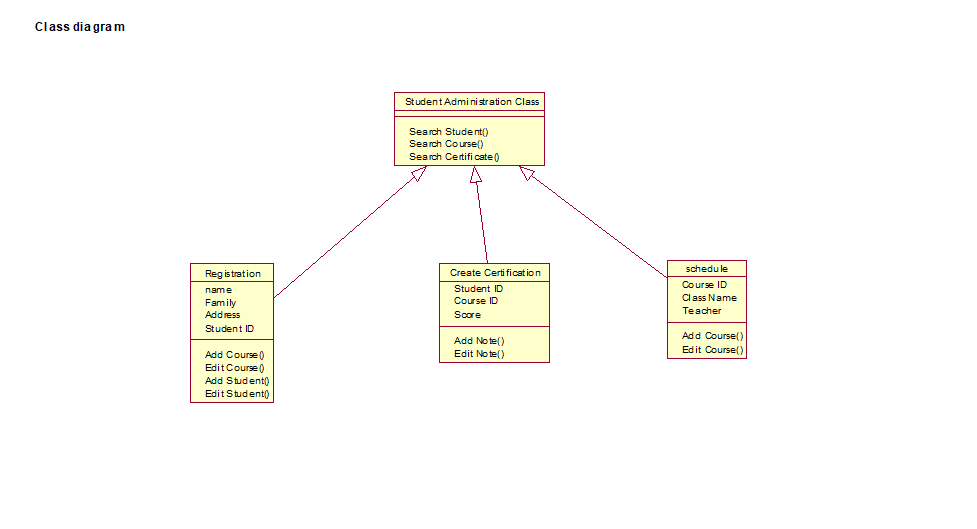 Class diagram
Student Administration Class
Search Student()
Search Course()
Search Certificate()
Registration
name
Family
Address
Student ID
Add Course()
Edit Course()
Add Student()
Edit Student()
Create Certification
Student ID
Course ID
Score
Add Note()
Edit Note()
schedule
Course ID
Class Name
Teacher
Add Course()
Edit Course()